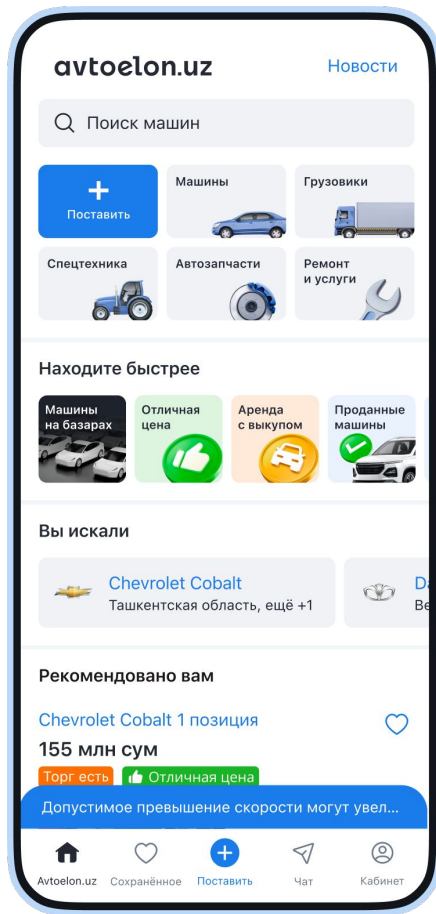 avtoelon.uz
Новости
Поиск машин
Поставить
Машины
Грузовики
Спецтехника
Автозапчасти
Ремонт
и услуги
Находите быстрее
Машины
на базарах
Отличная
цена
Аренда
с выкупом
Проданные
машины
Вы искали
Chevrolet Cobalt
Ташкентская область, ещё +1
Рекомендовано вам
Chevrolet Cobalt 1 позиция
155 млн сум
Торг есть
Отличная цена
Допустимое превышение скорости могут увел...
Avtoelon.uz
Сохранённое
Поставить
Чат
Кабинет